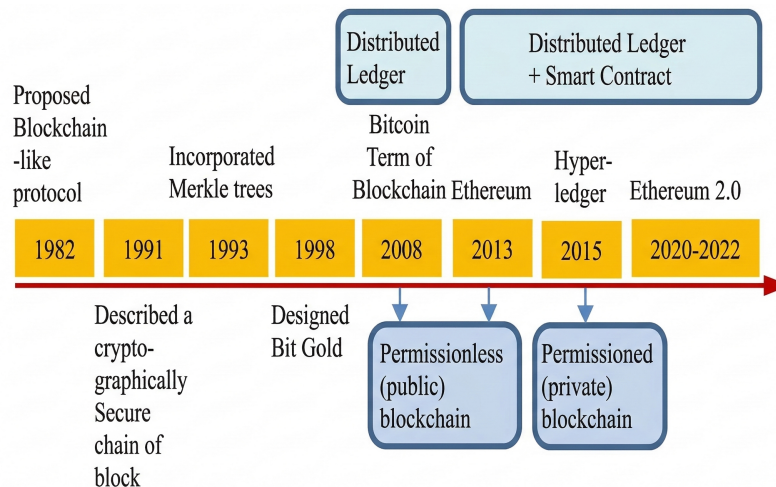 Distributed
Ledger
Distributed Ledger
+ Smart Contract
Proposed
Blockchain
-like
protocol
Incorporated
Merkle trees
Bitcoin
Term of
Blockchain
Ethereum
Hyper-
ledger
Ethereum 2.0
1982
1991
1993
1998
2008
2013
2015
2020-2022
Described a
crypto-
graphically
Secure
chain of
block
Designed
Bit Gold
Permissionless
(public)
blockchain
Permissioned
(private)
blockchain